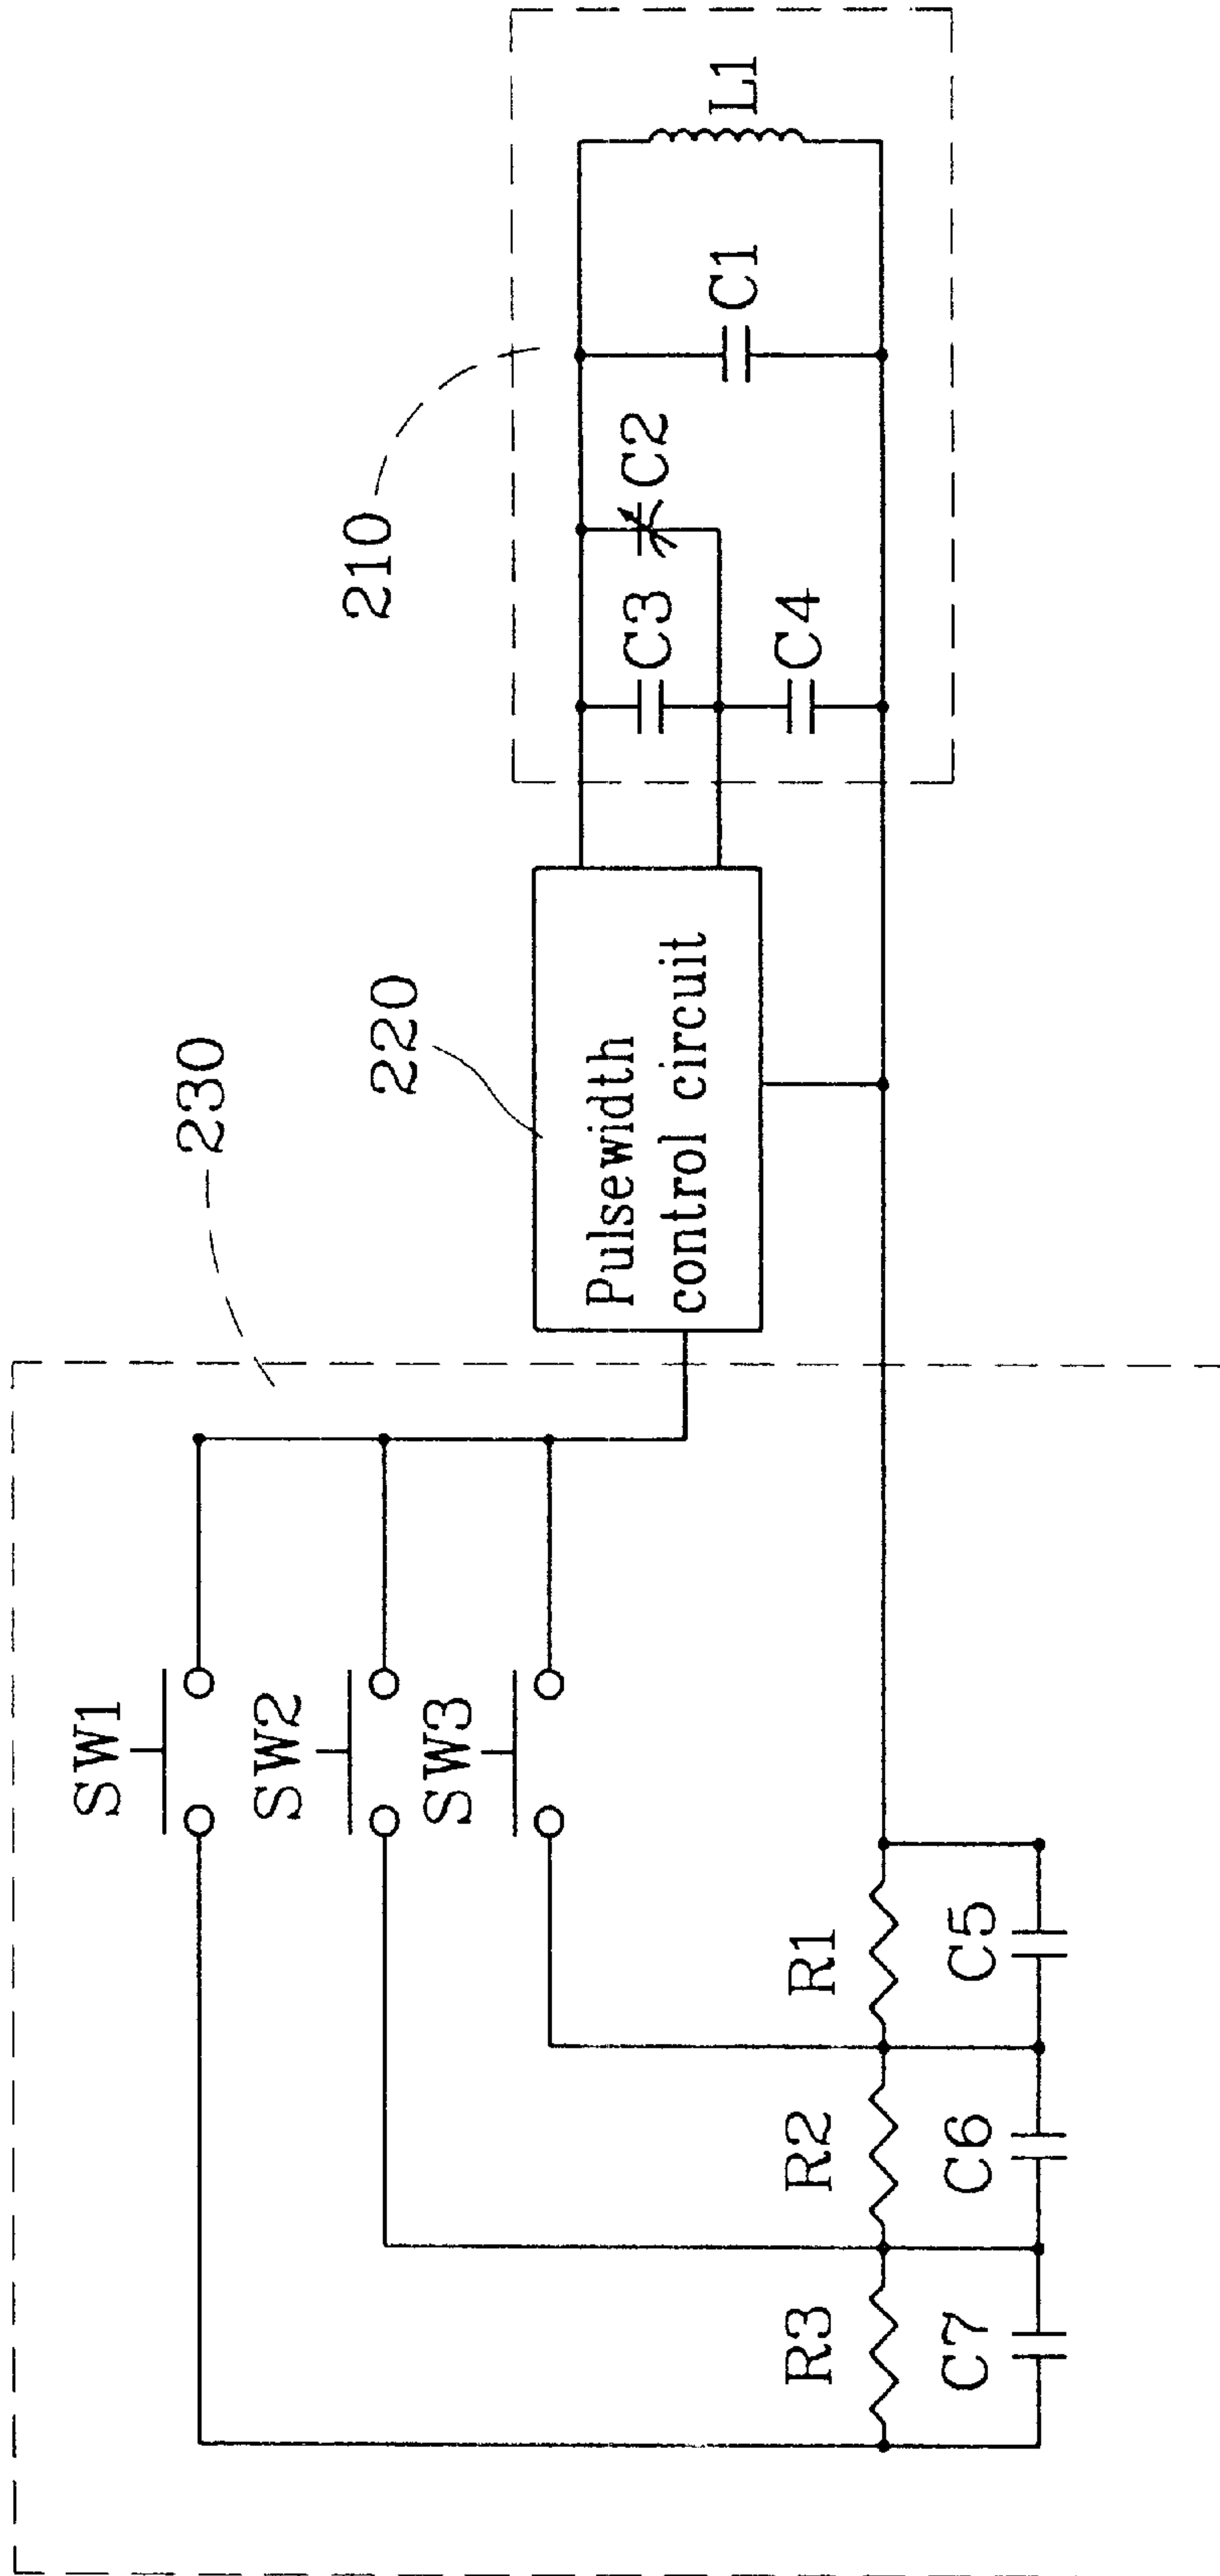 230
SW1
SW2
SW3
R3
R2
R1
C7
C6
C5
220
Pulsewidth
control circuit
210
C3
C2
C4
C1
L1